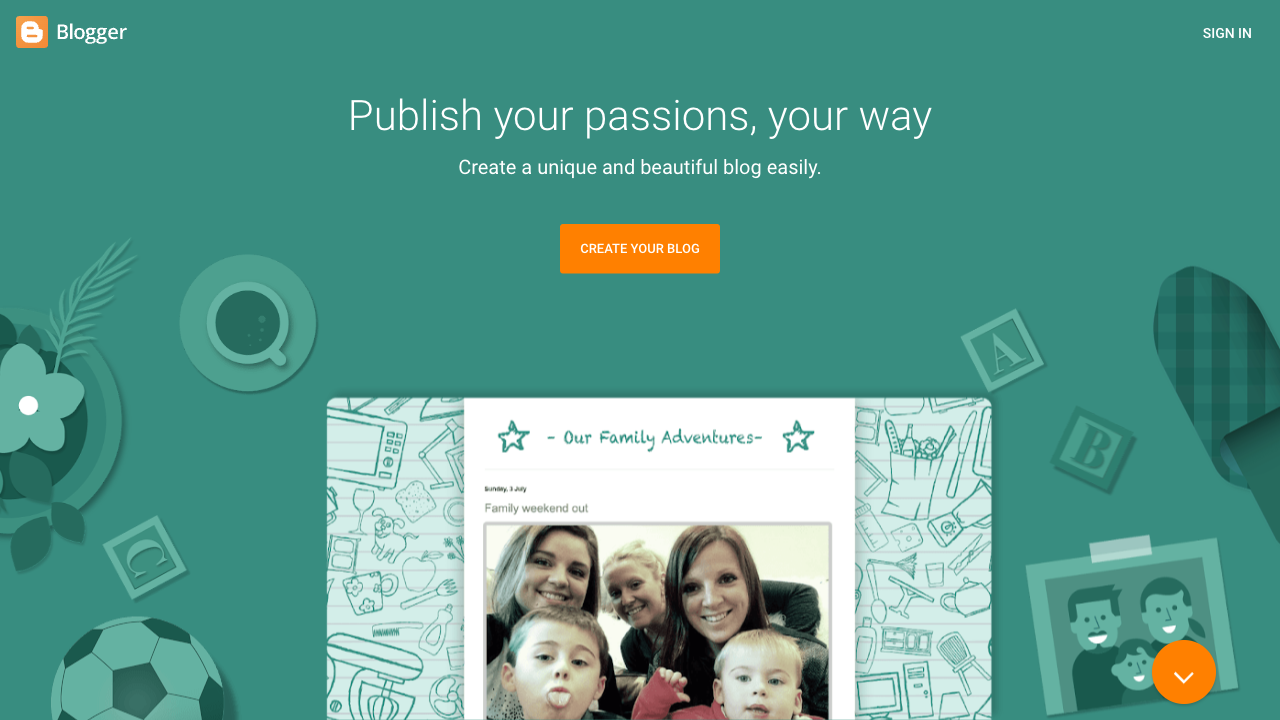 Blogger
SIGN IN
Publish your passions, your way
Create a unique and beautiful blog easily.
CREATE YOUR BLOG
A
B
C
- Our Family Adventures-
Sunday, 3 July
Family weekend out